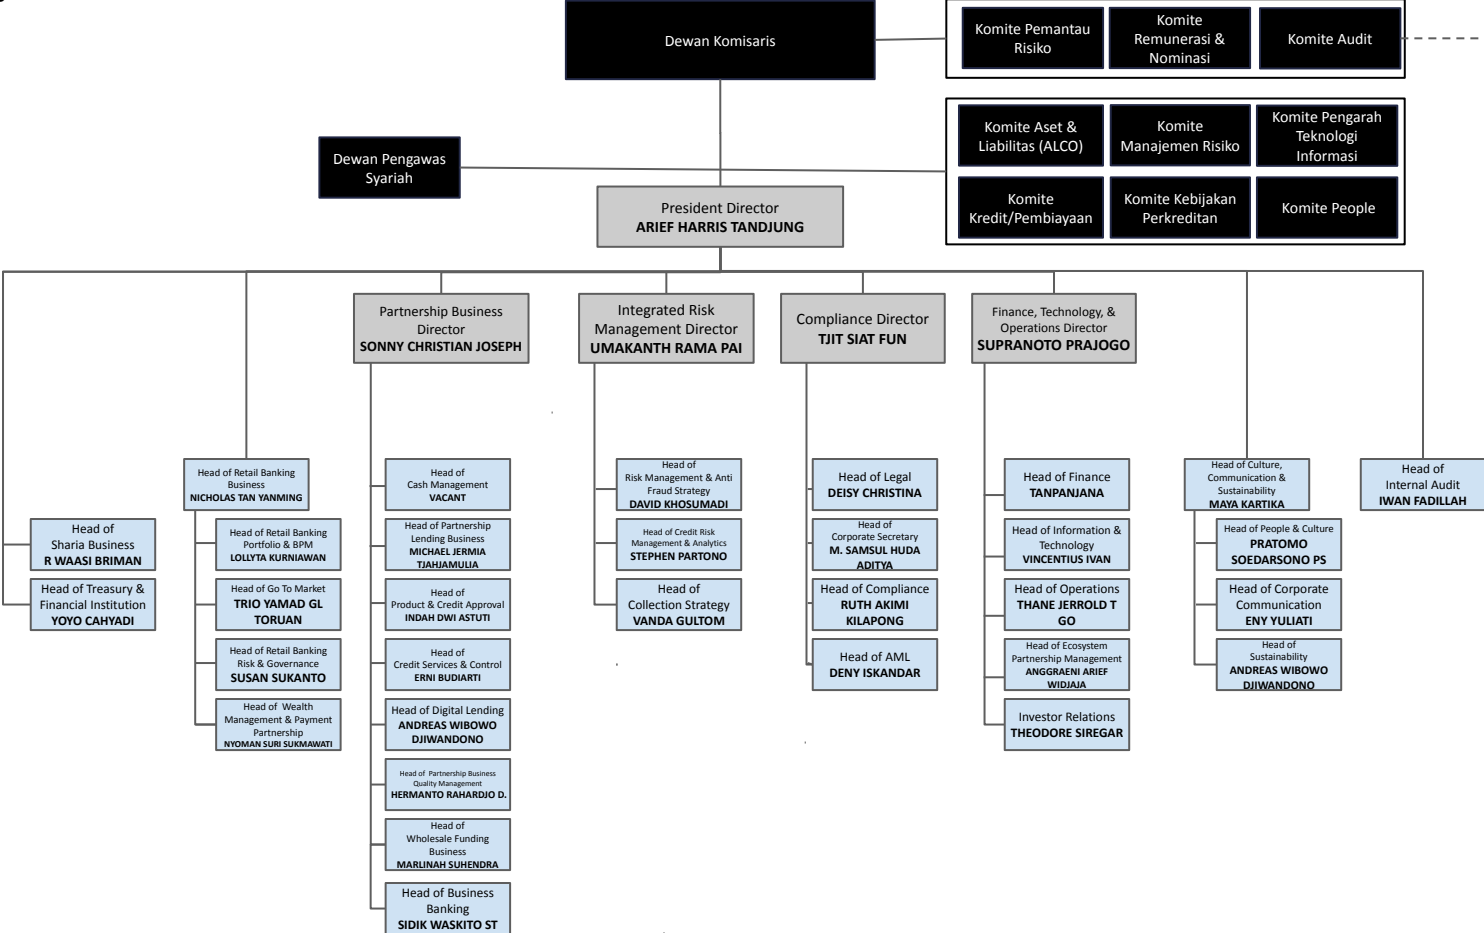 Dewan Komisaris
Komite Pemantau
Risiko
Komite
Remunerasi &
Nominasi
Komite Audit
Dewan Pengawas
Syariah
Komite Aset &
Liabilitas (ALCO)
Komite
Manajemen Risiko
Komite Pengarah
Teknologi
Informasi
Komite
Kredit/Pembiayaan
Komite Kebijakan
Perkreditan
Komite People
President Director
ARIEF HARRIS TANDJUNG
Partnership Business
Director
SONNY CHRISTIAN JOSEPH
Integrated Risk
Management Director
UMAKANTH RAMA PAI
Compliance Director
TJIT SIAT FUN
Finance, Technology, &
Operations Director
SUPRANOTO PRAJOGO
Head of
Sharia Business
R WAASI BRIMAN
Head of Treasury &
Financial Institution
YOYO CAHYADI
Head of Retail Banking
Business
NICHOLAS TAN YANMING
Head of Retail Banking
Portfolio & BPM
LOLLYTA KURNIAWAN
Head of Go To Market
TRIO YAMAD GL
TORUAN
Head of Retail Banking
Risk & Governance
SUSAN SUKANTO
Head of Wealth
Management & Payment
Partnership
NYOMAN SURI SUKMAWATI
Head of
Cash Management
VACANT
Head of Partnership
Lending Business
MICHAEL JERMIA
TJAHJAMULIA
Head of
Product & Credit Approval
INDAH DWI ASTUTI
Head of
Credit Services & Control
ERNI BUDIARTI
Head of Digital Lending
ANDREAS WIBOWO
DJIWANDONO
Head of Partnership Business
Quality Management
HERMANTO RAHARDJO D.
Head of
Wholesale Funding
Business
MARLINAH SUHENDRA
Head of Business
Banking
SIDIK WASKITO ST
Head of
Risk Management & Anti
Fraud Strategy
DAVID KHOSUMADI
Head of Credit Risk
Management & Analytics
STEPHEN PARTONO
Head of
Collection Strategy
VANDA GULTOM
Head of Legal
DEISY CHRISTINA
Head of
Corporate Secretary
M. SAMSUL HUDA
ADITYA
Head of Compliance
RUTH AKIMI
KILAPONG
Head of AML
DENY ISKANDAR
Head of Finance
TANPANJANA
Head of Information &
Technology
VINCENTIUS IVAN
Head of Operations
THANE JERROLD T
GO
Head of Ecosystem
Partnership Management
ANGGRAENI ARIEF
WIDJAJA
Investor Relations
THEODORE SIREGAR
Head of Culture,
Communication &
Sustainability
MAYA KARTIKA
Head of People & Culture
PRATOMO
SOEDARSONO PS
Head of Corporate
Communication
ENY YULIATI
Head of
Sustainability
ANDREAS WIBOWO
DJIWANDONO
Head of
Internal Audit
IWAN FADILLAH